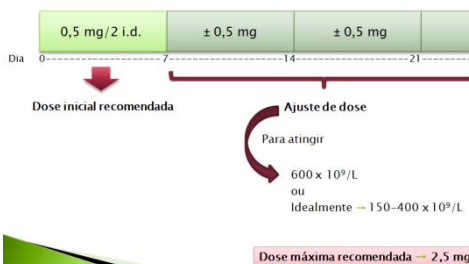 0,5 mg/2 i.d.
± 0,5 mg
± 0,5 mg
Dia 0 7 14 21
Dose inicial recomendada
Ajuste de dose
Para atingir
600 x 10⁹/L
ou
Idealmente → 150-400 x 10⁹/L
Dose máxima recomendada → 2,5 mg